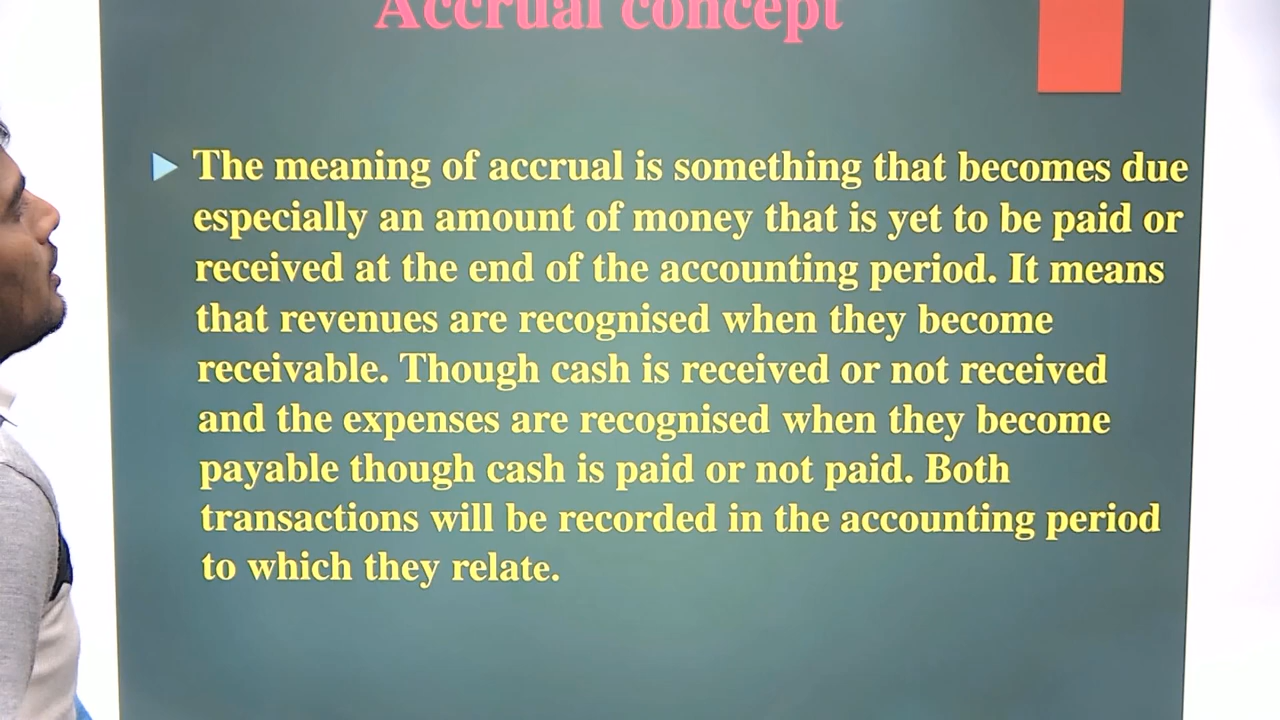 Accrual concept
The meaning of accrual is something that becomes due
especially an amount of money that is yet to be paid or
received at the end of the accounting period. It means
that revenues are recognised when they become
receivable. Though cash is received or not received
and the expenses are recognised when they become
payable though cash is paid or not paid. Both
transactions will be recorded in the accounting period
to which they relate.